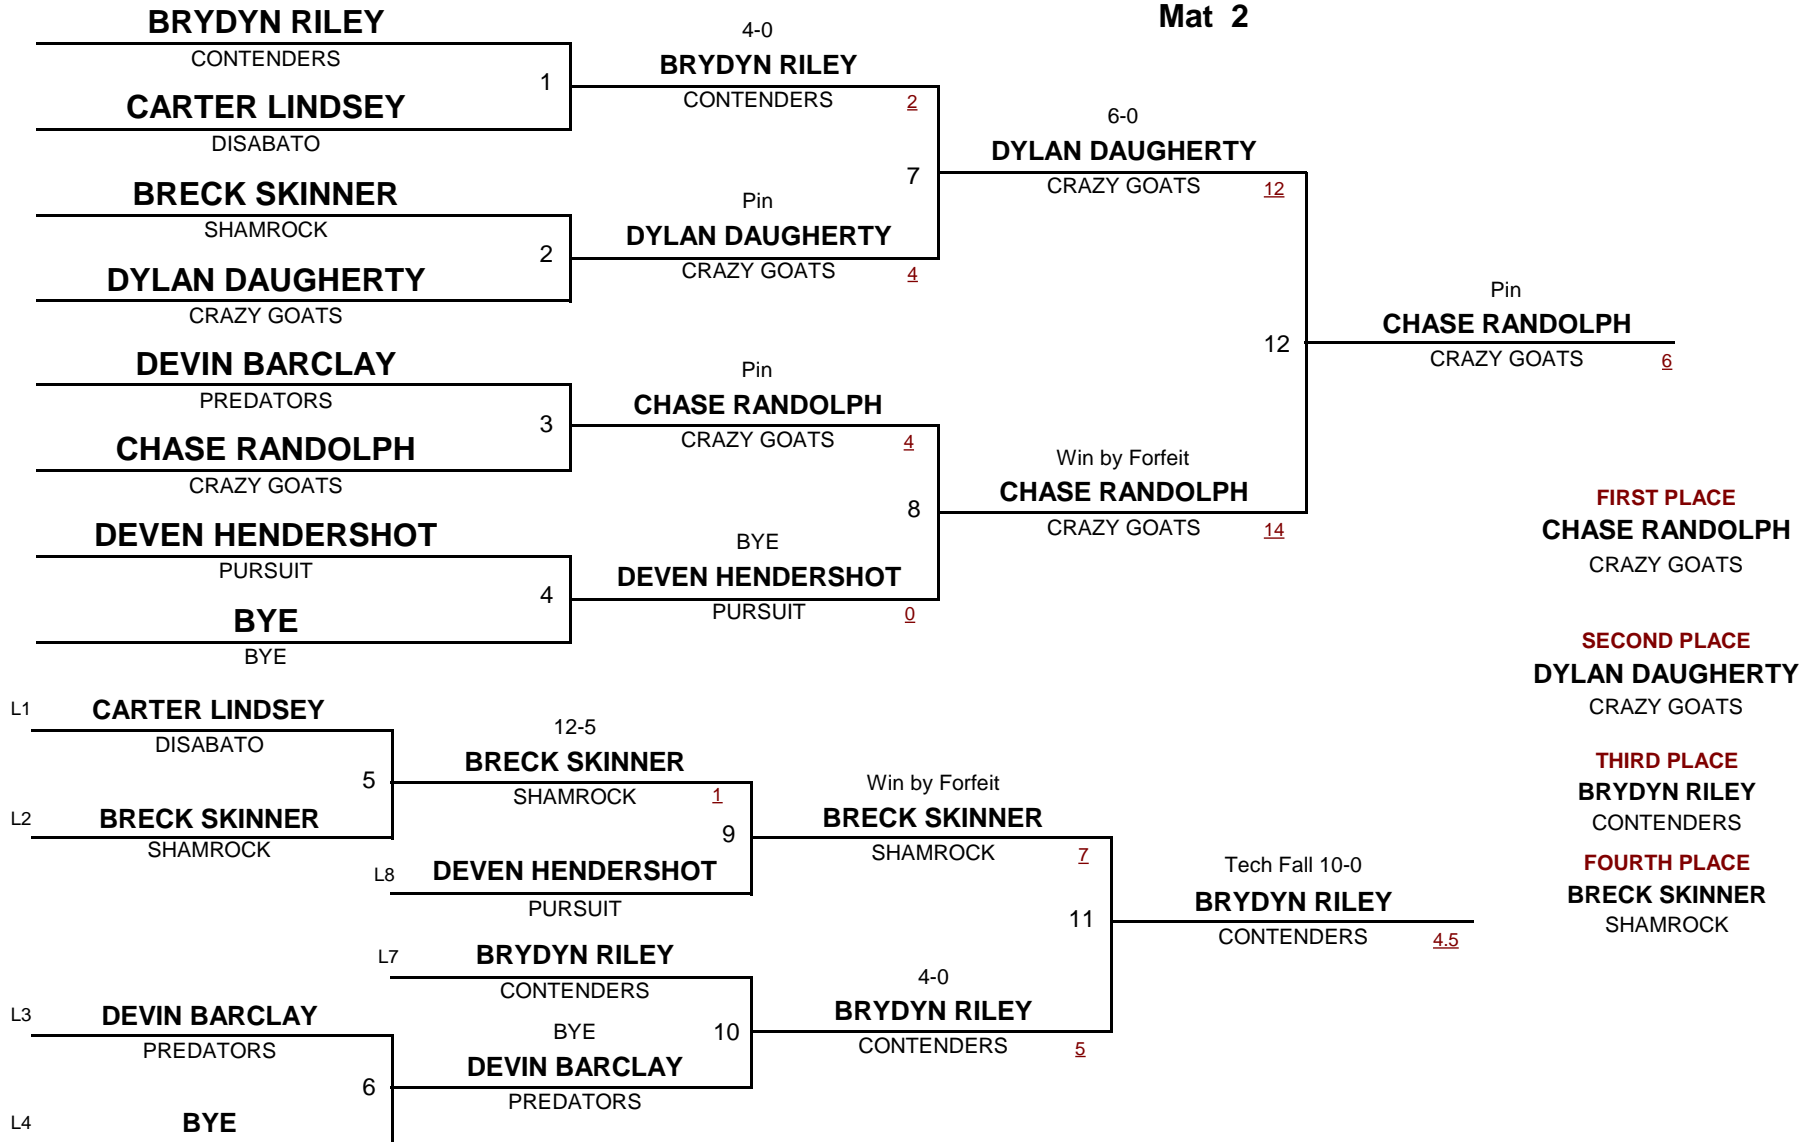 Mat 2
BRYDYN RILEY
CONTENDERS
1
CARTER LINDSEY
DISABATO
BRECK SKINNER
SHAMROCK
2
DYLAN DAUGHERTY
CRAZY GOATS
DEVIN BARCLAY
PREDATORS
3
CHASE RANDOLPH
CRAZY GOATS
DEVEN HENDERSHOT
PURSUIT
4
BYE
BYE
4-0
BRYDYN RILEY
CONTENDERS 2
7
Pin
DYLAN DAUGHERTY
CRAZY GOATS 4
Pin
CHASE RANDOLPH
CRAZY GOATS 4
8
BYE
DEVEN HENDERSHOT
PURSUIT 0
6-0
DYLAN DAUGHERTY
CRAZY GOATS 12
12
Win by Forfeit
CHASE RANDOLPH
CRAZY GOATS 14
Pin
CHASE RANDOLPH
CRAZY GOATS 6
FIRST PLACE
CHASE RANDOLPH
CRAZY GOATS
SECOND PLACE
DYLAN DAUGHERTY
CRAZY GOATS
THIRD PLACE
BRYDYN RILEY
CONTENDERS
FOURTH PLACE
BRECK SKINNER
SHAMROCK
L1 CARTER LINDSEY
DISABATO
5
L2 BRECK SKINNER
SHAMROCK
12-5
BRECK SKINNER
SHAMROCK 1
9
L8 DEVEN HENDERSHOT
PURSUIT
L7 BRYDYN RILEY
CONTENDERS
10
BYE
DEVIN BARCLAY
PREDATORS
L3 DEVIN BARCLAY
PREDATORS
6
L4 BYE
Win by Forfeit
BRECK SKINNER
SHAMROCK 7
11
4-0
BRYDYN RILEY
CONTENDERS 5
Tech Fall 10-0
BRYDYN RILEY
CONTENDERS 4.5